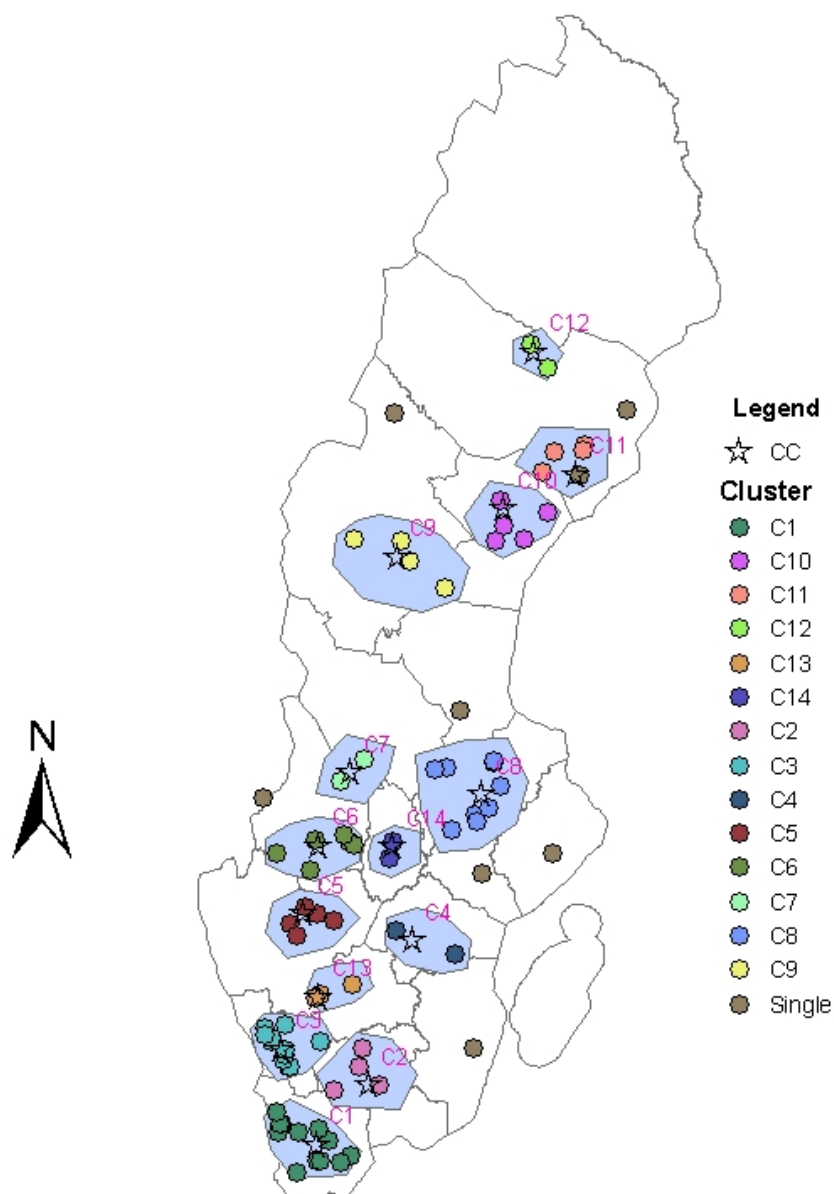 C12
Legend
CC
C11
C10
Cluster
C9
C1
C10
C11
C12
C13
C14
C2
C3
C4
C5
C6
C7
C8
C9
Single
N
C7
C8
C6
C14
C5
C4
C13
C3
C2
C1